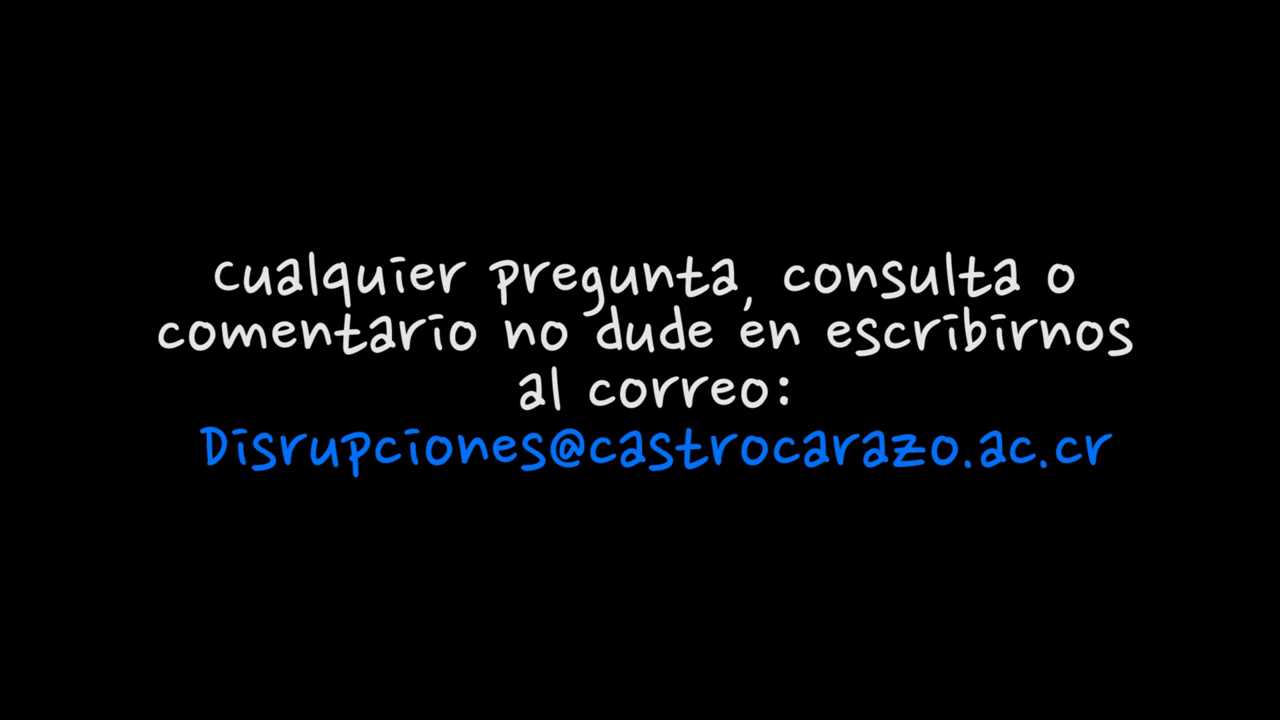 cualquier pregunta, consulta o
comentario no dude en escribirnos
al correo:
Disrupciones@castrocarazo.ac.cr